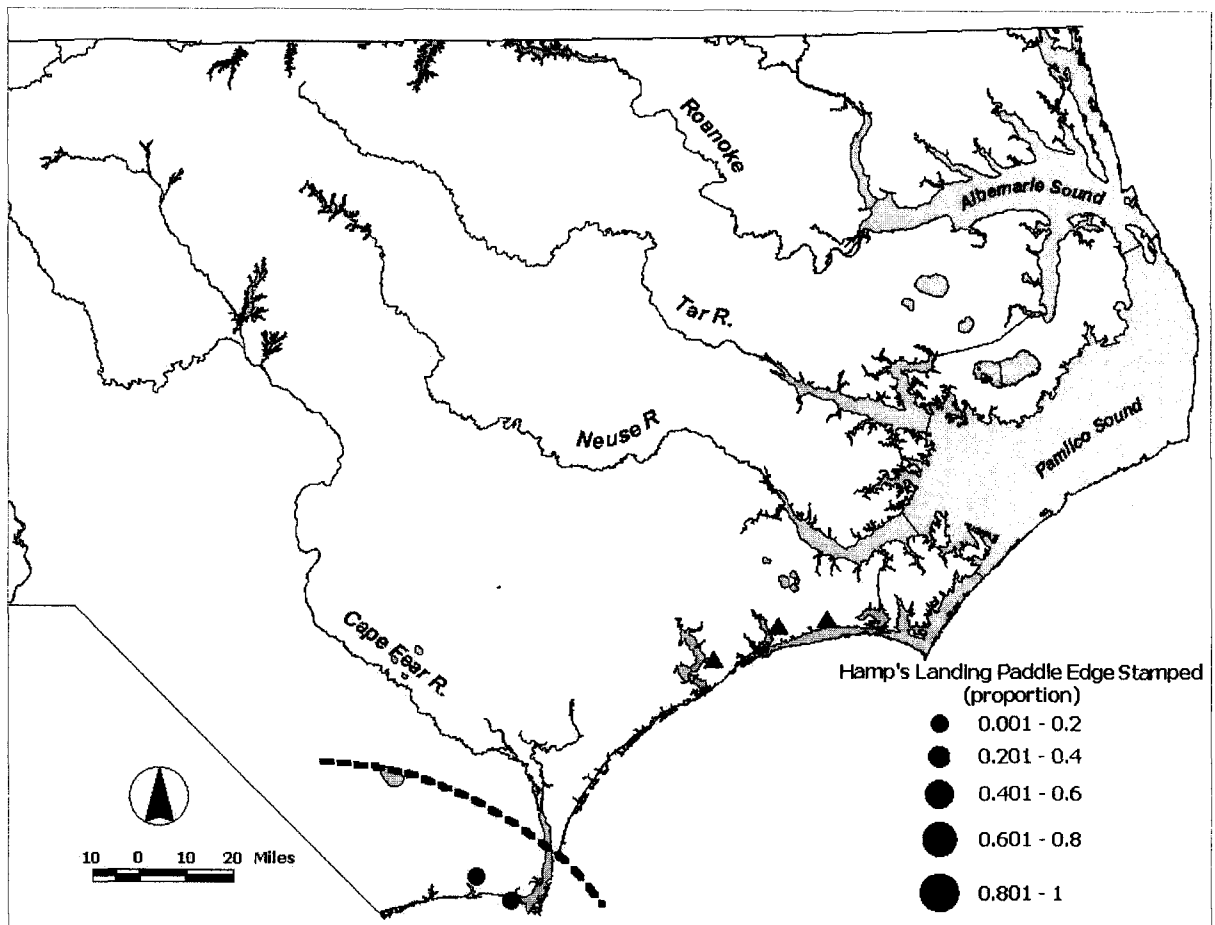 Roanoke
Albemarle Sound
Tar R.
Pamlico Sound
Neuse R
Cape Fear R.
Hamp's Landing Paddle Edge Stamped
(proportion)
0.001 - 0.2
0.201 - 0.4
0.401 - 0.6
0.601 - 0.8
0.801 - 1
10 0 10 20 Miles